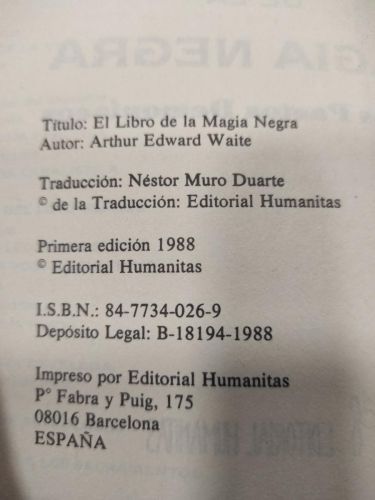 Título: El Libro de la Magia Negra
Autor: Arthur Edward Waite
Traducción: Néstor Muro Duarte
© de la Traducción: Editorial Humanitas
Primera edición 1988
© Editorial Humanitas
I.S.B.N.: 84-7734-026-9
Depósito Legal: B-18194-1988
Impreso por Editorial Humanitas
P° Fabra y Puig, 175
08016 Barcelona
ESPAÑA